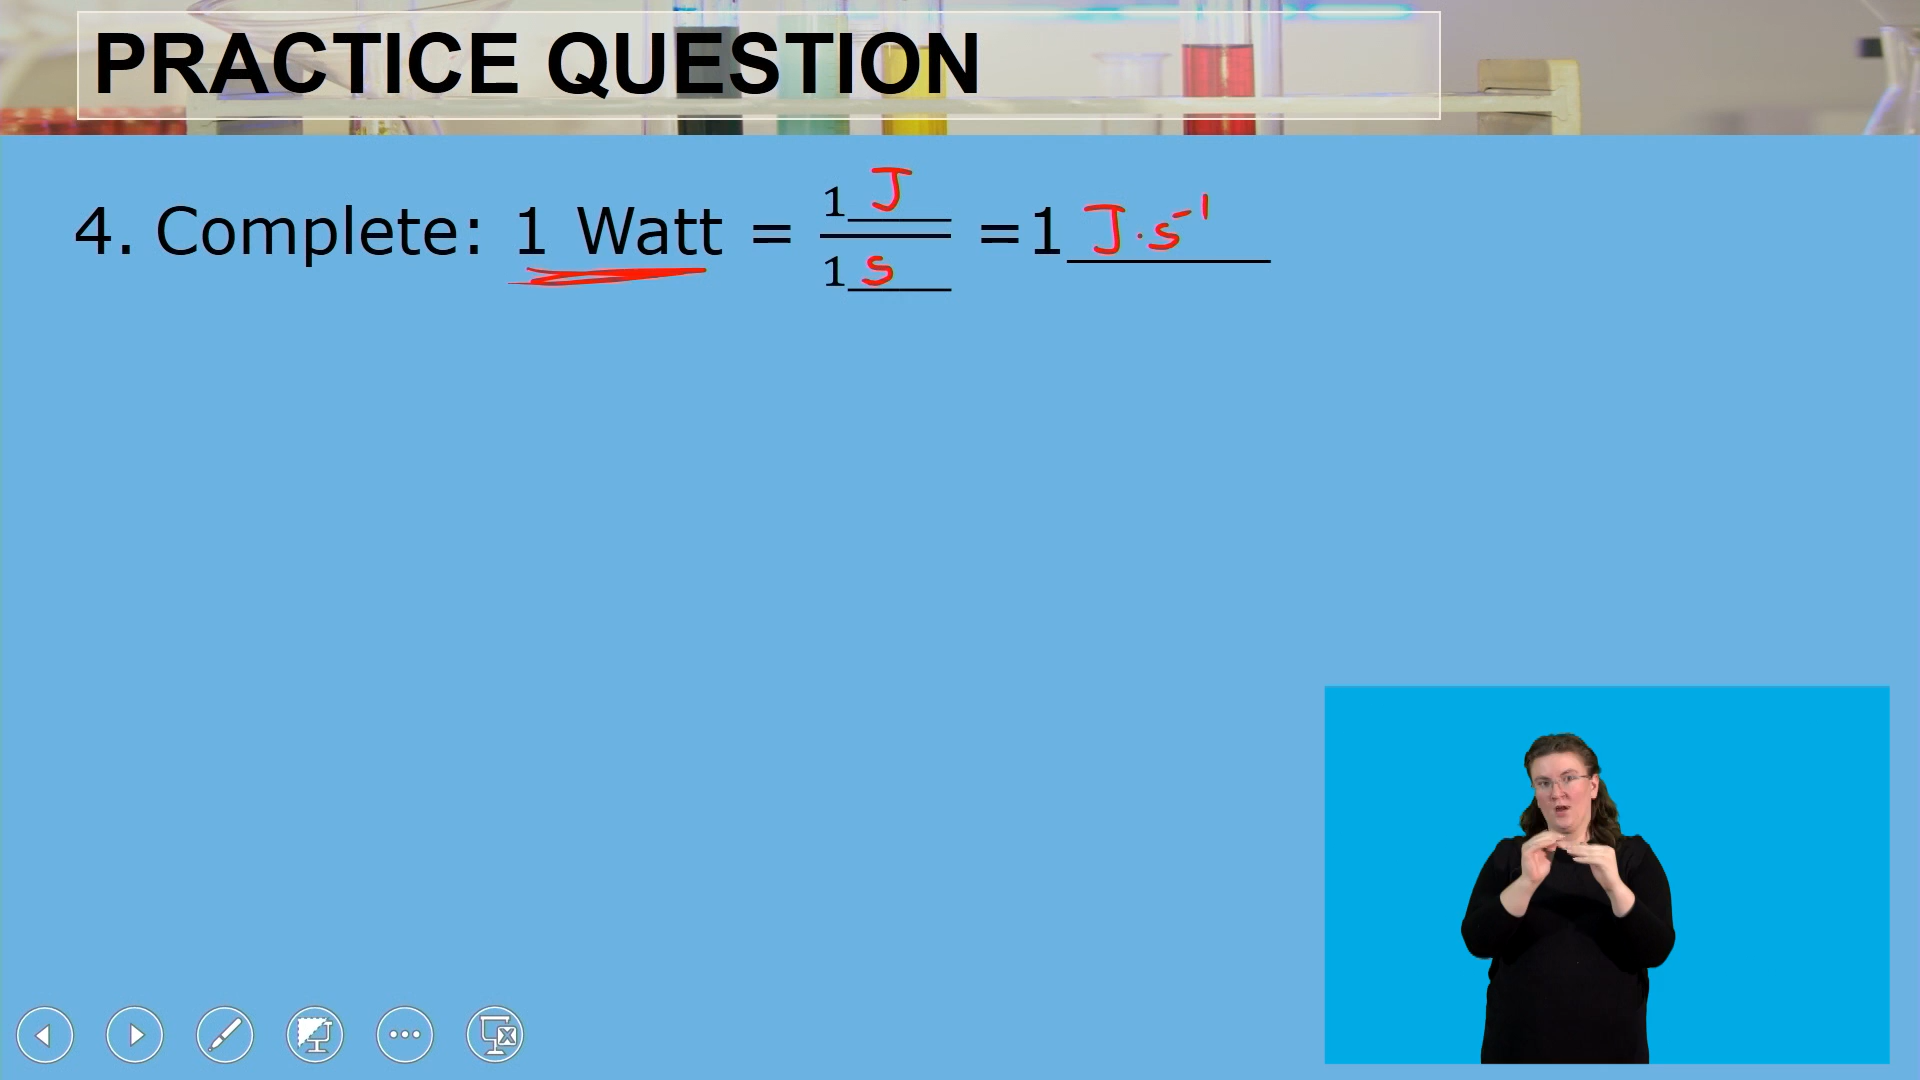 PRACTICE QUESTION
4. Complete: 1 Watt = 1 J / 1 s =1 J·s⁻¹